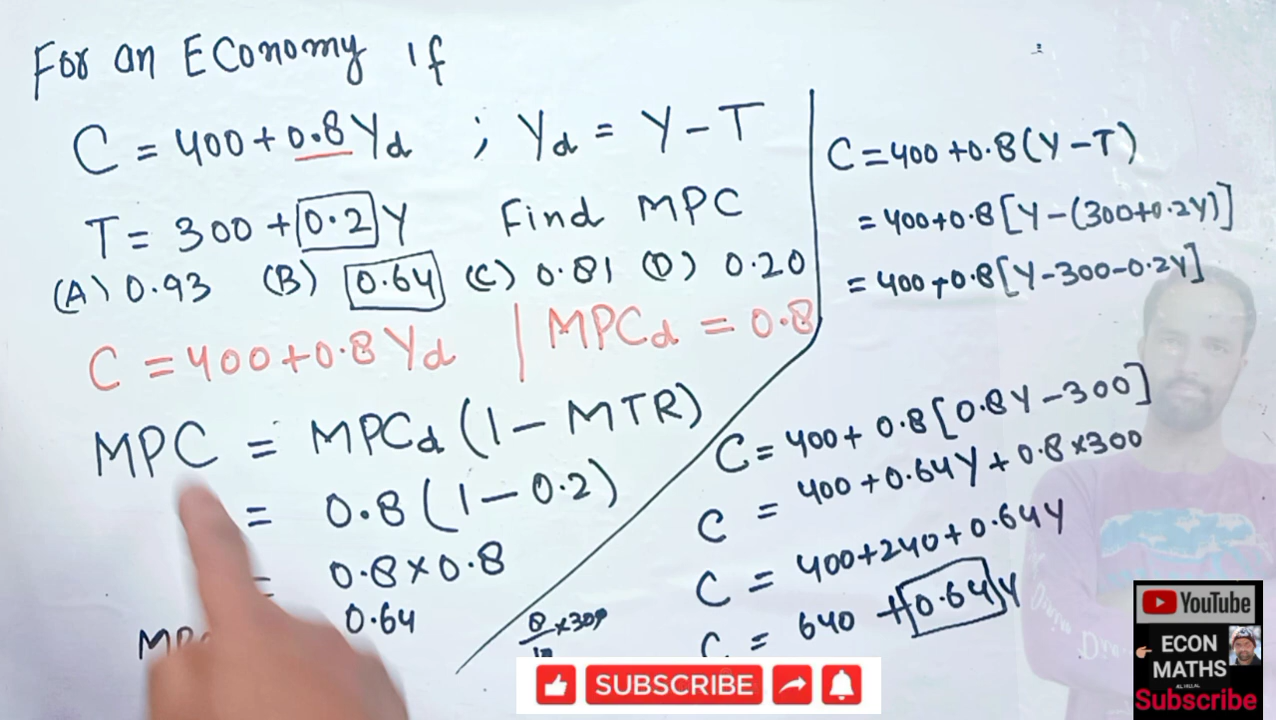 For an Economy if
C = 400 + 0.8Yd ; Yd = Y - T
T = 300 + 0.2Y Find MPC
(A) 0.93 (B) 0.64 (C) 0.81 (D) 0.20
C = 400 + 0.8 Yd | MPCd = 0.8
MPC = MPCd (1 - MTR)
= 0.8 (1 - 0.2)
= 0.8 × 0.8
0.64
C = 400 + 0.8(Y - T)
= 400 + 0.8[Y - (300 + 0.2Y)]
= 400 + 0.8[Y - 300 - 0.2Y]
C = 400 + 0.8[0.8Y - 300]
C = 400 + 0.64Y + 0.8 × 300
C = 400 + 240 + 0.64Y
C = 640 + 0.64Y
SUBSCRIBE
YouTube
ECON
MATHS
Subscribe